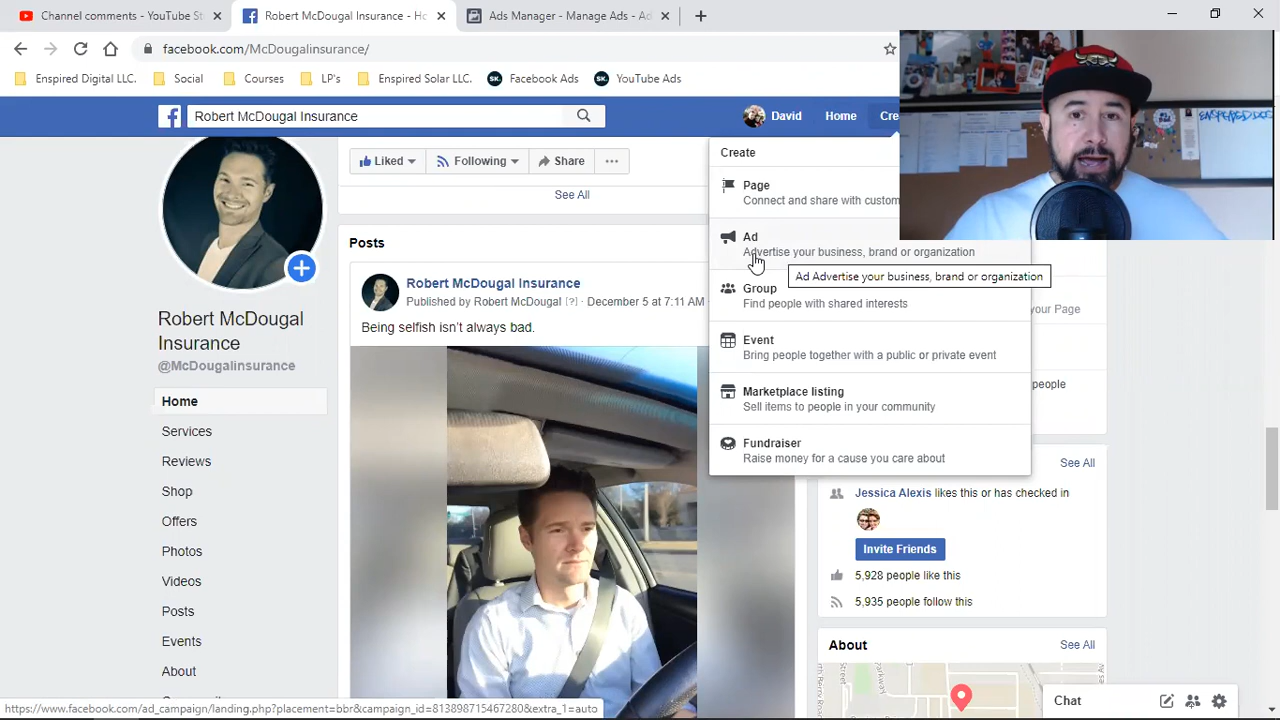 Channel comments - YouTube St
Robert McDougal Insurance - Ho
Ads Manager - Manage Ads - Ad
facebook.com/McDougalinsurance/
Enspired Digital LLC.
Social
Courses
LP's
Enspired Solar LLC.
SK.
Facebook Ads
SK.
YouTube Ads
Robert McDougal Insurance
David
Home
Cre
Create
Page
Connect and share with custom
Ad
Advertise your business, brand or organization
Ad Advertise your business, brand or organization
Group
Find people with shared interests
Event
Bring people together with a public or private event
Marketplace listing
Sell items to people in your community
Fundraiser
Raise money for a cause you care about
Liked
Following
Share
See All
Posts
Robert McDougal Insurance
Published by Robert McDougal [?] · December 5 at 7:11 AM ·
Being selfish isn't always bad.
Robert McDougal
Insurance
@McDougalinsurance
Home
Services
Reviews
Shop
Offers
Photos
Videos
Posts
Events
About
your Page
people
See All
Jessica Alexis likes this or has checked in
Invite Friends
5,928 people like this
5,935 people follow this
About
See All
Chat
https://www.facebook.com/ad_campaign/landing.php?placement=bbr&campaign_id=813898715467280&extra_1=auto